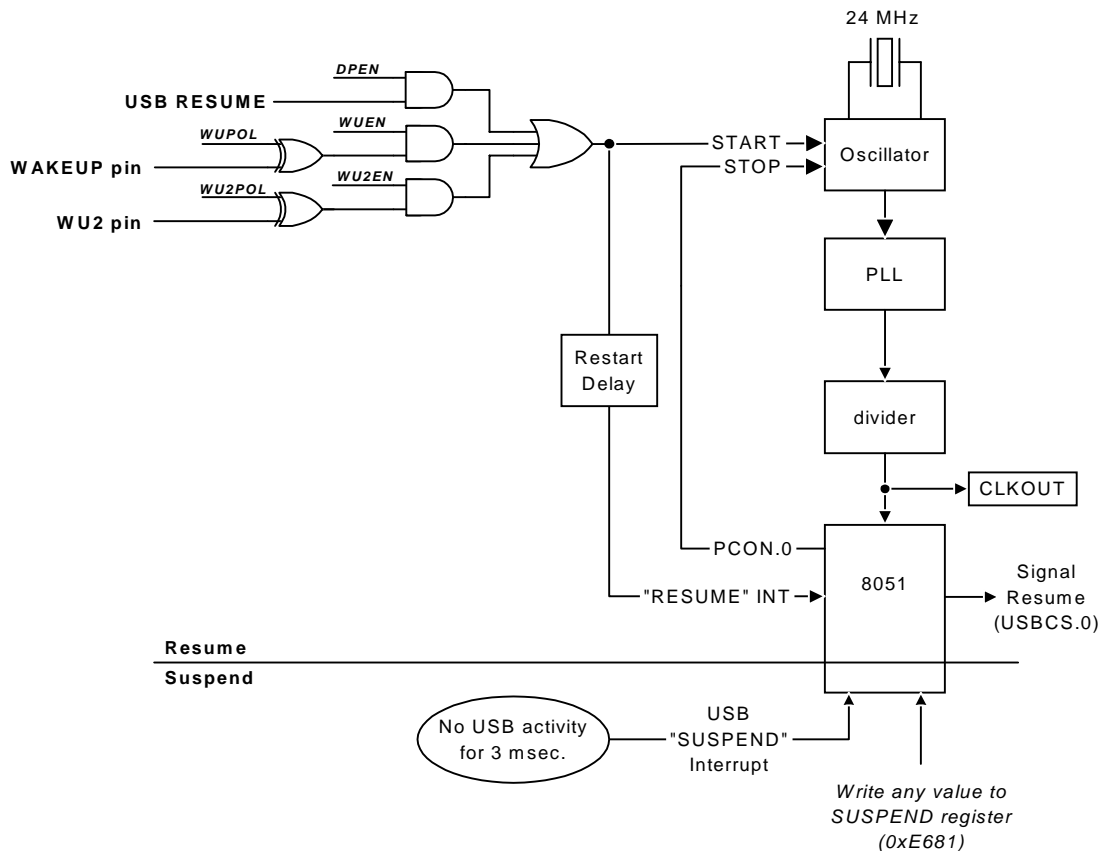 24 MHz
DPEN
USB RESUME
WUEN
WUPOL
WAKEUP pin
WU2EN
WU2POL
WU2 pin
START
STOP
Oscillator
PLL
Restart
Delay
divider
CLKOUT
PCON.0
8051
"RESUME" INT
Signal
Resume
(USBCS.0)
Resume
Suspend
No USB activity
for 3 msec.
USB
"SUSPEND"
Interrupt
Write any value to
SUSPEND register
(0xE681)